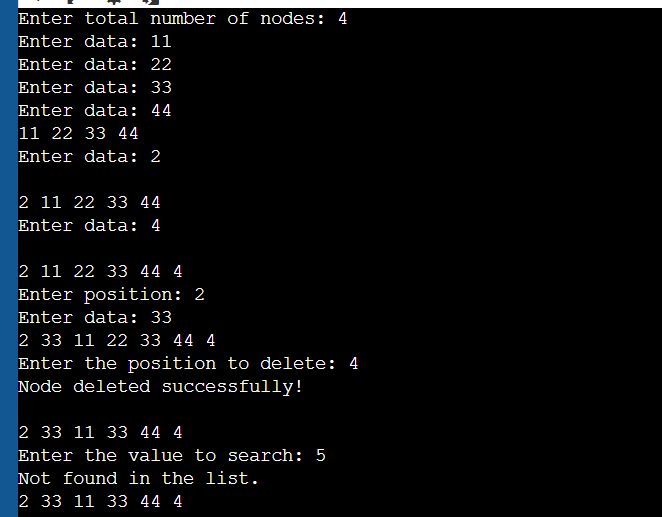 Enter total number of nodes: 4
Enter data: 11
Enter data: 22
Enter data: 33
Enter data: 44
11 22 33 44
Enter data: 2
2 11 22 33 44
Enter data: 4
2 11 22 33 44 4
Enter position: 2
Enter data: 33
2 33 11 22 33 44 4
Enter the position to delete: 4
Node deleted successfully!
2 33 11 33 44 4
Enter the value to search: 5
Not found in the list.
2 33 11 33 44 4